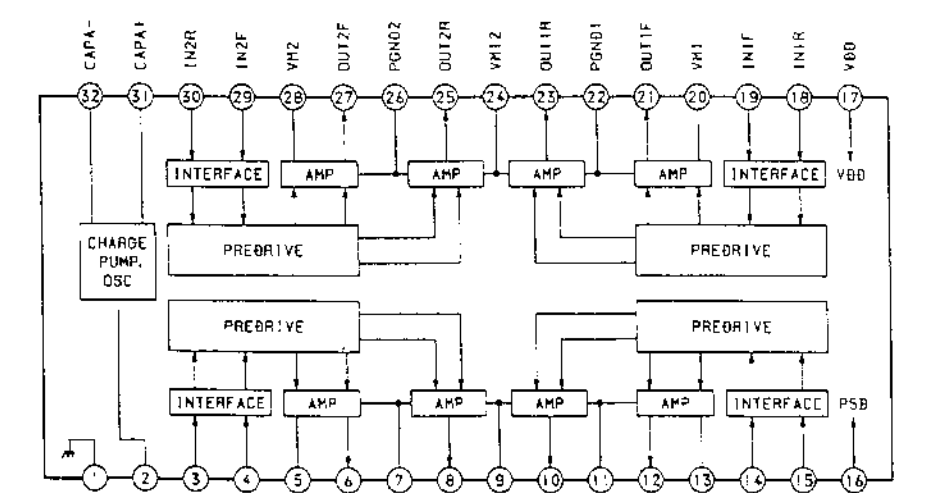 CAPA- CAPA+ IN2R IN2F VM2 OUT2F PGND2 OUT2R VM12 OUT1R PGND1 OUT1F VM1 IN1F IN1R VDD
32 31 30 29 28 27 26 25 24 23 22 21 20 19 18 17
INTERFACE AMP AMP AMP AMP INTERFACE VDD
CHARGE
PUMP,
OSC
PREDRIVE PREDRIVE
PREDRIVE PREDRIVE
INTERFACE AMP AMP AMP AMP INTERFACE PSB
1 2 3 4 5 6 7 8 9 10 11 12 13 14 15 16